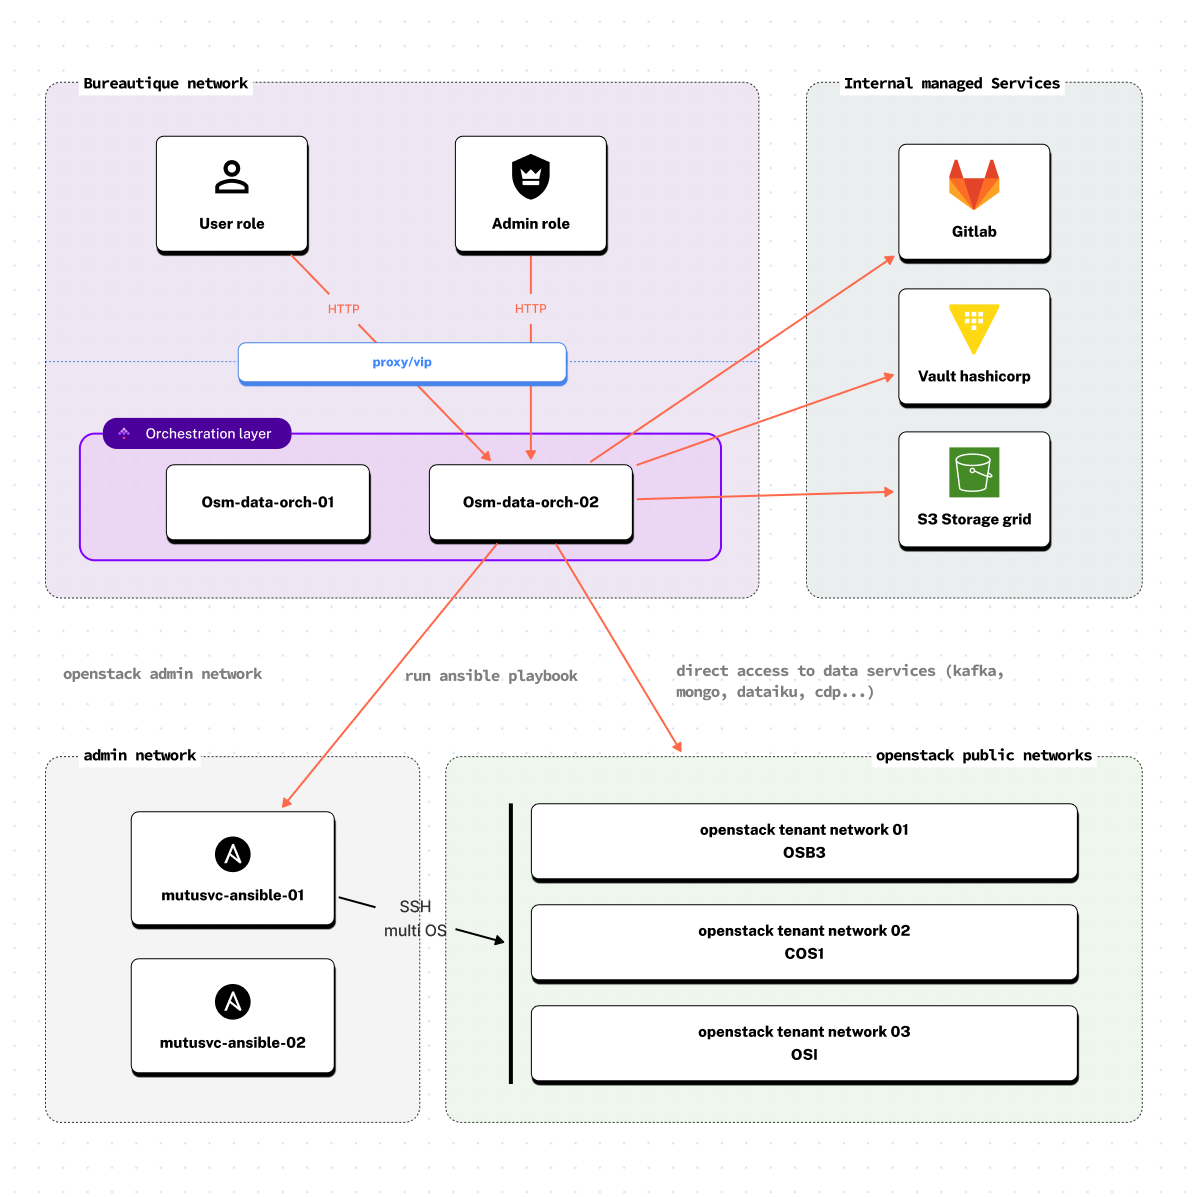 Bureautique network
Internal managed Services
User role
Admin role
Gitlab
HTTP
HTTP
proxy/vip
Vault hashicorp
Orchestration layer
Osm-data-orch-01
Osm-data-orch-02
S3 Storage grid
openstack admin network
run ansible playbook
direct access to data services (kafka,
mongo, dataiku, cdp...)
admin network
openstack public networks
mutusvc-ansible-01
SSH
multi OS
mutusvc-ansible-02
openstack tenant network 01
OSB3
openstack tenant network 02
COS1
openstack tenant network 03
OSI